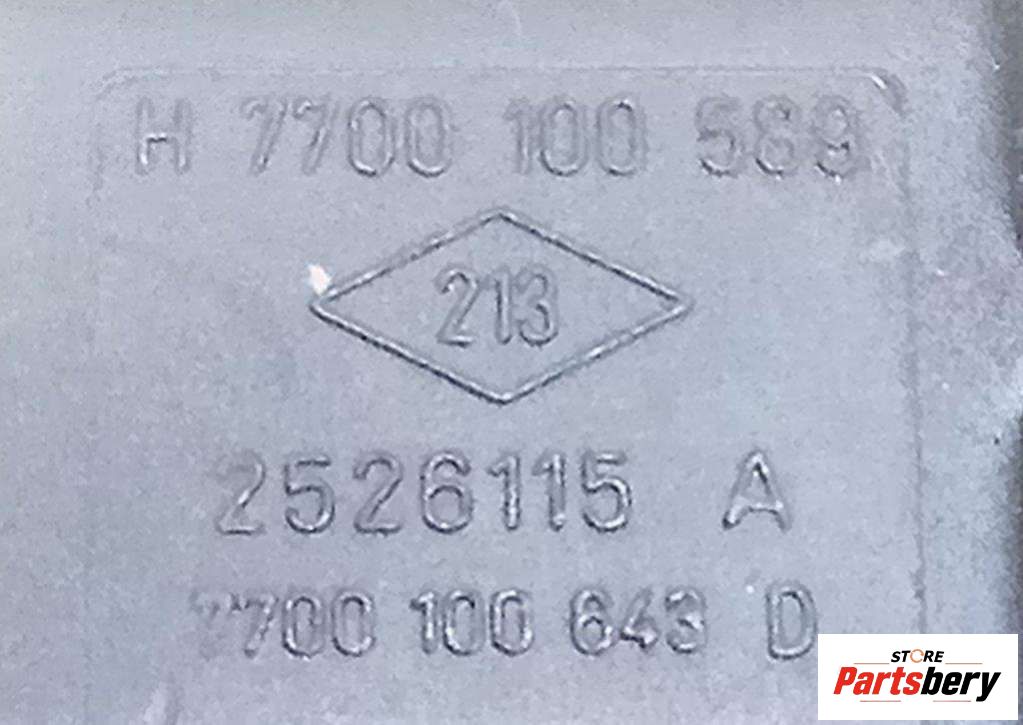 H 7700 100 589
213
2526115 A
7700 100 643 D
STORE
Partsbery